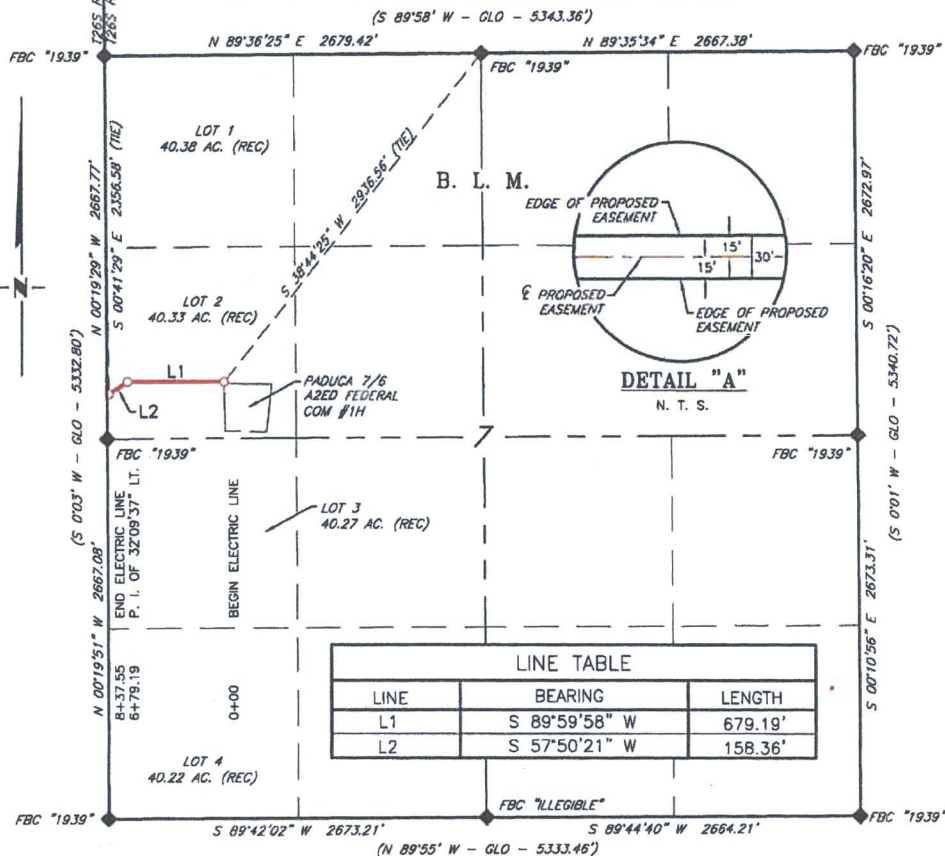 (S 89°58' W - GLO - 5343.36')
N 89°36'25" E 2679.42'
N 89°35'34" E 2667.38'
FBC "1939"
FBC "1939"
FBC "1939"
T26S
T26S
LOT 1
40.38 AC. (REC)
N 00°19'29" W 2667.77'
S 00°41'29" E 2356.58' (TIE)
S 38°44'25" W 2936.56' (TIE)
B. L. M.
S 00°16'20" E 2672.97'
EDGE OF PROPOSED
EASEMENT
15'
15'
30'
℄ PROPOSED
EASEMENT
EDGE OF PROPOSED
EASEMENT
DETAIL "A"
N. T. S.
N
LOT 2
40.33 AC. (REC)
L1
L2
PADUCA 7/6
A2ED FEDERAL
COM #1H
(S 0°03' W - GLO - 5332.80')
(S 0°01' W - GLO - 5340.72')
FBC "1939"
7
FBC "1939"
LOT 3
40.27 AC. (REC)
END ELECTRIC LINE
P. I. OF 32°09'37" LT.
BEGIN ELECTRIC LINE
8+37.55
6+79.19
0+00
N 00°19'51" W 2667.08'
S 00°10'56" E 2673.31'
LINE TABLE
LINE BEARING LENGTH
L1 S 89°59'58" W 679.19'
L2 S 57°50'21" W 158.36'
LOT 4
40.22 AC. (REC)
FBC "1939"
FBC "ILLEGIBLE"
FBC "1939"
S 89°42'02" W 2673.21'
S 89°44'40" W 2664.21'
(N 89°55' W - GLO - 5333.46')